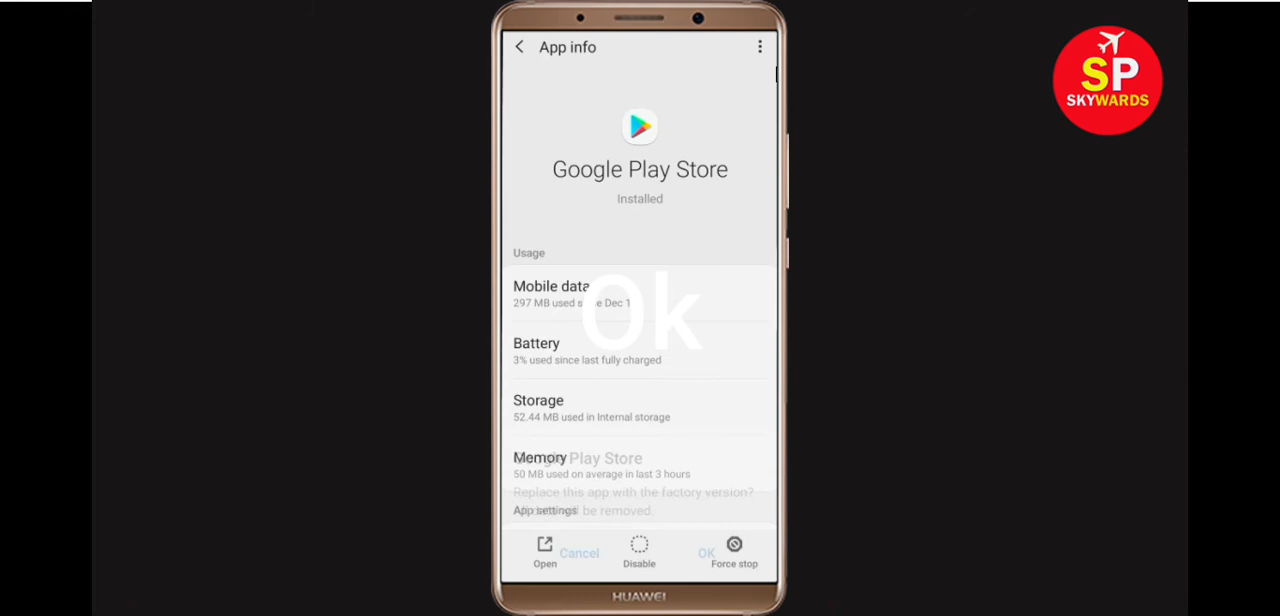 App info
SP
SKYWARDS
Google Play Store
Installed
Usage
Mobile data
297 MB used since Dec 1
Ok
Battery
3% used since last fully charged
Storage
52.44 MB used in Internal storage
Memory
Google Play Store
50 MB used on average in last 3 hours
Replace this app with the factory version?
App settings
be removed.
Cancel
OK
Open
Disable
Force stop
HUAWEI